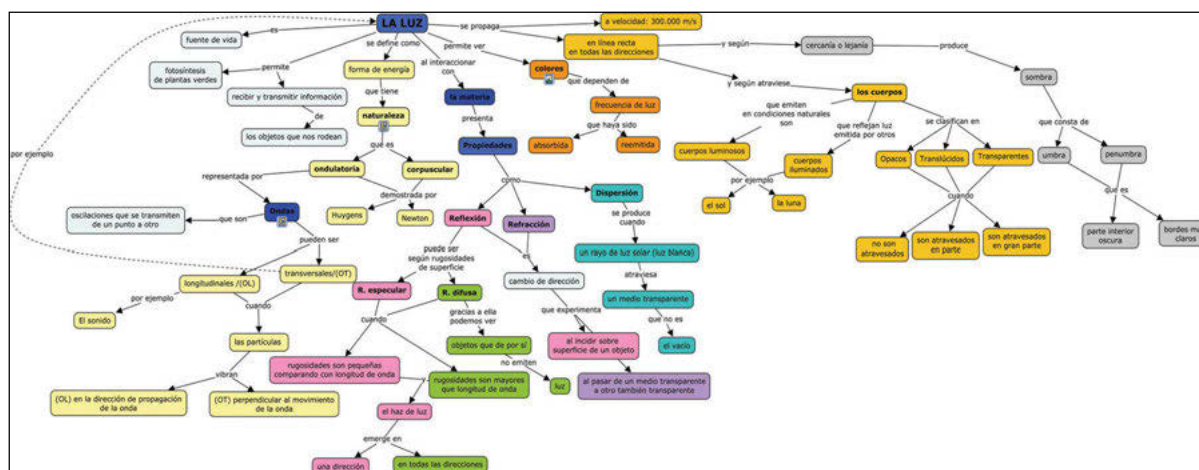 LA LUZ
es
fuente de vida
permite
fotosíntesis
de plantas verdes
recibir y transmitir información
de
los objetos que nos rodean
se define como
forma de energía
que tiene
naturaleza
que es
ondulatoria
corpuscular
demostrada por
Huygens
Newton
representada por
Ondas
que son
oscilaciones que se transmiten
de un punto a otro
pueden ser
longitudinales /(OL)
transversales/(OT)
por ejemplo
por ejemplo
El sonido
cuando
las partículas
vibran
(OL) en la dirección de propagación
de la onda
(OT) perpendicular al movimiento
de la onda
al interaccionar
con
la materia
presenta
Propiedades
como
Reflexión
Refracción
Dispersión
puede ser
según rugosidades
de superficie
R. especular
R. difusa
cuando
rugosidades son pequeñas
comparando con longitud de onda
rugosidades son mayores
que longitud de onda
y
el haz de luz
emerge en
una dirección
en todas las direcciones
gracias a ella
podemos ver
objetos que de por sí
no emiten
luz
es
cambio de dirección
que experimenta
al incidir sobre
superficie de un objeto
al pasar de un medio transparente
a otro también transparente
se produce
cuando
un rayo de luz solar (luz blanca)
atraviesa
un medio transparente
que no es
el vacío
permite ver
colores
que dependen de
frecuencia de luz
que haya sido
absorbida
reemitida
se propaga
a velocidad: 300.000 m/s
en línea recta
en todas las direcciones
y según
cercanía o lejanía
produce
sombra
que consta de
umbra
penumbra
que es
parte interior
oscura
bordes
claros
y según atraviese
los cuerpos
que emiten
en condiciones naturales
son
cuerpos luminosos
que reflejan luz
emitida por otros
cuerpos
iluminados
por ejemplo
el sol
la luna
se clasifican en
Opacos
Translúcidos
Transparentes
cuando
no son
atravesados
son atravesados
en parte
son atravesados
en gran parte